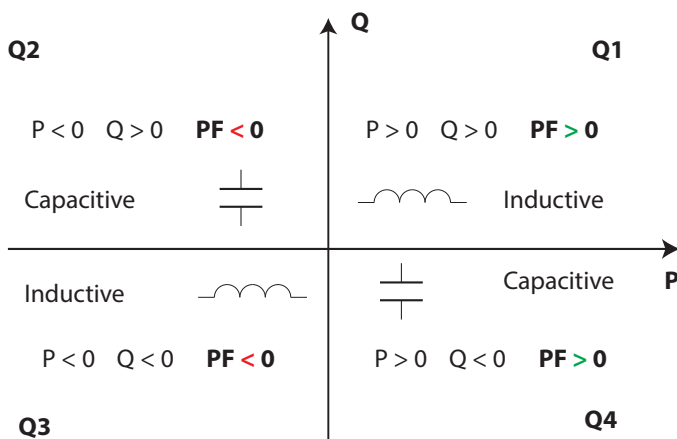 Q
Q2 Q1
P < 0 Q > 0 PF < 0 P > 0 Q > 0 PF > 0
Capacitive Inductive
Inductive Capacitive P
P < 0 Q < 0 PF < 0 P > 0 Q < 0 PF > 0
Q3 Q4